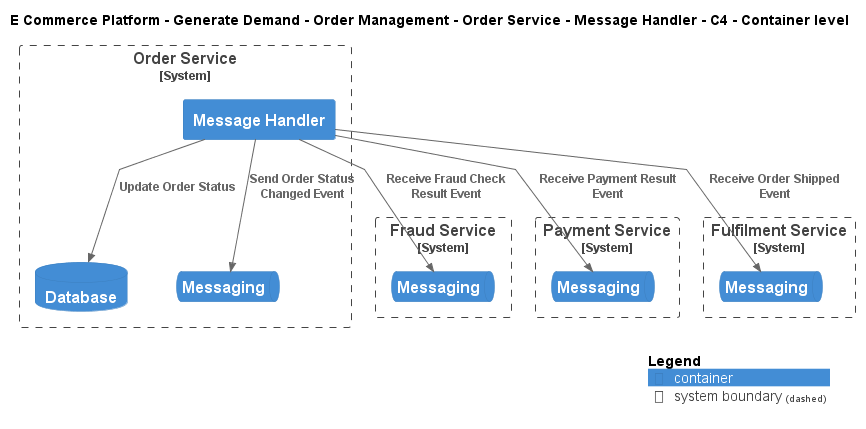 E Commerce Platform - Generate Demand - Order Management - Order Service - Message Handler - C4 - Container level
Order Service
[System]
Message Handler
Update Order Status
Send Order Status
Changed Event
Receive Fraud Check
Result Event
Receive Payment Result
Event
Receive Order Shipped
Event
Fraud Service
[System]
Payment Service
[System]
Fulfilment Service
[System]
Database
Messaging
Messaging
Messaging
Messaging
Legend
container
system boundary (dashed)